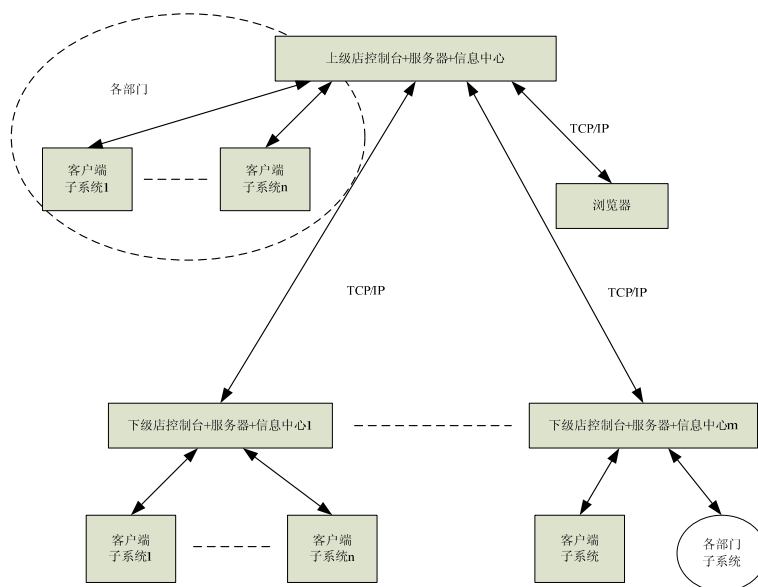 上级店控制台+服务器+信息中心
各部门
TCP/IP
客户端
子系统1
客户端
子系统n
浏览器
TCP/IP
TCP/IP
下级店控制台+服务器+信息中心1
下级店控制台+服务器+信息中心m
客户端
子系统1
客户端
子系统n
客户端
子系统
各部门
子系统